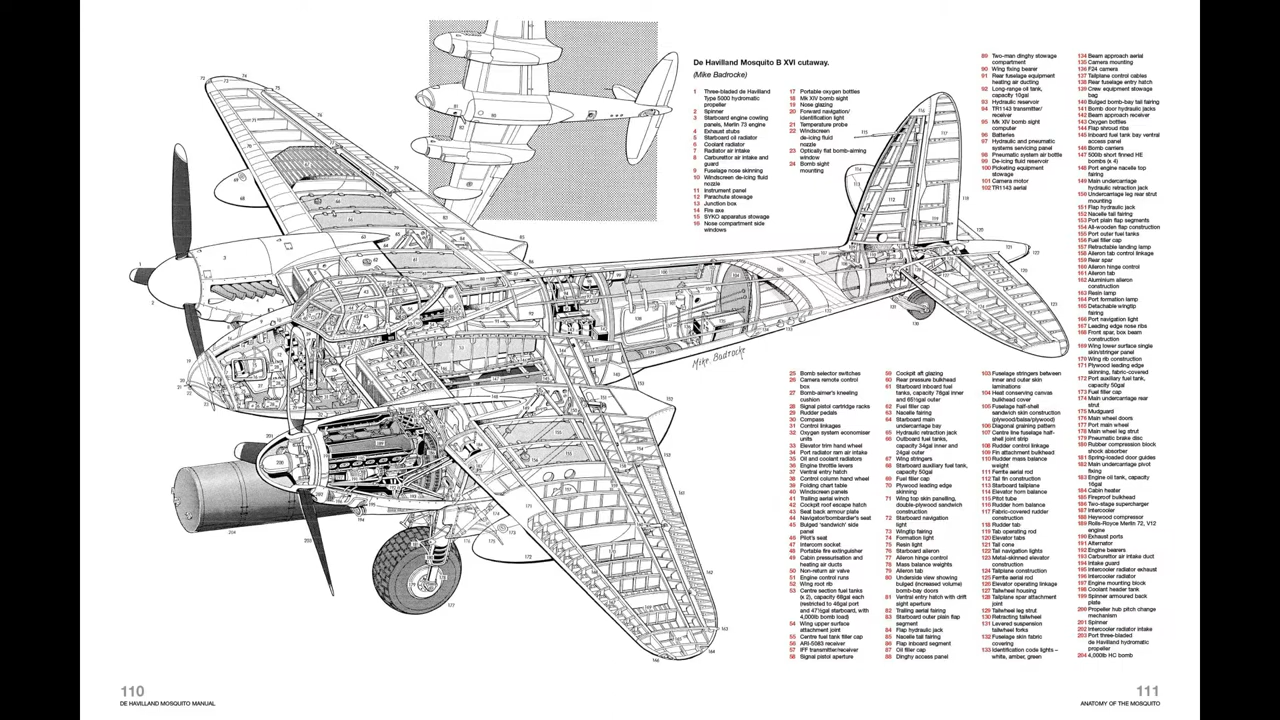 De Havilland Mosquito B XVI cutaway.
(Mike Badrocke)
1 Three-bladed de Havilland
Type 5000 hydromatic
propeller
2 Spinner
3 Starboard engine cowling
panels, Merlin 73 engine
4 Exhaust stubs
5 Starboard oil radiator
6 Coolant radiator
7 Radiator air intake
8 Carburettor air intake and
guard
9 Fuselage nose skinning
10 Windscreen de-icing fluid
nozzle
11 Instrument panel
12 Parachute stowage
13 Junction box
14 Fire axe
15 SYKO apparatus stowage
16 Nose compartment side
windows
17 Portable oxygen bottles
18 Mk XIV bomb sight
19 Nose glazing
20 Forward navigation/
identification light
21 Temperature probe
22 Windscreen
de-icing fluid
nozzle
23 Optically flat bomb-aiming
window
24 Bomb sight
mounting
25 Bomb selector switches
26 Camera remote control
box
27 Bomb-aimer's kneeling
cushion
28 Signal pistol cartridge racks
29 Rudder pedals
30 Compass
31 Control linkages
32 Oxygen system economiser
units
33 Elevator trim hand wheel
34 Port radiator ram air intake
35 Oil and coolant radiators
36 Engine throttle levers
37 Ventral entry hatch
38 Control column hand wheel
39 Folding chart table
40 Windscreen panels
41 Trailing aerial winch
42 Cockpit roof escape hatch
43 Seat back armour plate
44 Navigator/bombardier's seat
45 Bulged 'sandwich' side
panel
46 Pilot's seat
47 Intercom socket
48 Portable fire extinguisher
49 Cabin pressurisation and
heating air ducts
50 Non-return air valve
51 Engine control runs
52 Wing root rib
53 Centre section fuel tanks
(x 2), capacity 68gal each
(restricted to 46gal port
and 47½gal starboard, with
4,000lb bomb load)
54 Wing upper surface
attachment joint
55 Centre fuel tank filler cap
56 ARI-5083 receiver
57 IFF transmitter/receiver
58 Signal pistol aperture
59 Cockpit aft glazing
60 Rear pressure bulkhead
61 Starboard inboard fuel
tanks, capacity 78gal inner
and 65½gal outer
62 Fuel filler cap
63 Nacelle fairing
64 Starboard main
undercarriage bay
65 Hydraulic retraction jack
66 Outboard fuel tanks,
capacity 34gal inner and
24gal outer
67 Wing stringers
68 Starboard auxiliary fuel tank,
capacity 50gal
69 Fuel filler cap
70 Plywood leading edge
skinning
71 Wing top skin panelling,
double-plywood sandwich
construction
72 Starboard navigation
light
73 Wingtip fairing
74 Formation light
75 Resin light
76 Starboard aileron
77 Aileron hinge control
78 Mass balance weights
79 Aileron tab
80 Underside view showing
bulged (increased volume)
bomb-bay doors
81 Ventral entry hatch with drift
sight aperture
82 Trailing aerial fairing
83 Starboard outer plain flap
segment
84 Flap hydraulic jack
85 Nacelle tail fairing
86 Flap inboard segment
87 Oil filler cap
88 Dinghy access panel
89 Two-man dinghy stowage
compartment
90 Wing fixing bearer
91 Rear fuselage equipment
heating air ducting
92 Long-range oil tank,
capacity 10gal
93 Hydraulic reservoir
94 TR1143 transmitter/
receiver
95 Mk XIV bomb sight
computer
96 Batteries
97 Hydraulic and pneumatic
systems servicing panel
98 Pneumatic system air bottle
99 De-icing fluid reservoir
100 Picketing equipment
stowage
101 Camera motor
102 TR1143 aerial
103 Fuselage stringers between
inner and outer skin
laminations
104 Heat conserving canvas
bulkhead cover
105 Fuselage half-shell
sandwich skin construction
(plywood/balsa/plywood)
106 Diagonal graining pattern
107 Centre line fuselage half-
shell joint strip
108 Rudder control linkage
109 Fin attachment bulkhead
110 Rudder mass balance
weight
111 Ferrite aerial rod
112 Tail fin construction
113 Starboard tailplane
114 Elevator horn balance
115 Pitot tube
116 Rudder horn balance
117 Fabric-covered rudder
construction
118 Rudder tab
119 Tab operating rod
120 Elevator tabs
121 Tail cone
122 Tail navigation lights
123 Metal-skinned elevator
construction
124 Tailplane construction
125 Ferrite aerial rod
126 Elevator operating linkage
127 Tailwheel housing
128 Tailplane spar attachment
joint
129 Tailwheel leg strut
130 Retracting tailwheel
131 Levered suspension
tailwheel forks
132 Fuselage skin fabric
covering
133 Identification code lights –
white, amber, green
134 Beam approach aerial
135 Camera mounting
136 F24 camera
137 Tailplane control cables
138 Rear fuselage entry hatch
139 Crew equipment stowage
bag
140 Bulged bomb-bay tail fairing
141 Bomb door hydraulic jacks
142 Beam approach receiver
143 Oxygen bottles
144 Flap shroud ribs
145 Inboard fuel tank bay ventral
access panel
146 Bomb carriers
147 500lb short finned HE
bombs (x 4)
148 Port engine nacelle top
fairing
149 Main undercarriage
hydraulic retraction jack
150 Undercarriage leg rear strut
mounting
151 Flap hydraulic jack
152 Nacelle tail fairing
153 Port plain flap segments
154 All-wooden flap construction
155 Port outer fuel tanks
156 Fuel filler cap
157 Retractable landing lamp
158 Aileron tab control linkage
159 Rear spar
160 Aileron hinge control
161 Aileron tab
162 Aluminium aileron
construction
163 Resin lamp
164 Port formation lamp
165 Detachable wingtip
fairing
166 Port navigation light
167 Leading edge nose ribs
168 Front spar, box beam
construction
169 Wing lower surface single
skin/stringer panel
170 Wing rib construction
171 Plywood leading edge
skinning, fabric-covered
172 Port auxiliary fuel tank,
capacity 50gal
173 Fuel filler cap
174 Main undercarriage rear
strut
175 Mudguard
176 Main wheel doors
177 Port main wheel
178 Main wheel leg strut
179 Pneumatic brake disc
180 Rubber compression block
shock absorber
181 Spring-loaded door guides
182 Main undercarriage pivot
fixing
183 Engine oil tank, capacity
16gal
184 Cabin heater
185 Fireproof bulkhead
186 Two-stage supercharger
187 Intercooler
188 Heywood compressor
189 Rolls-Royce Merlin 72, V12
engine
190 Exhaust ports
191 Alternator
192 Engine bearers
193 Carburettor air intake duct
194 Intake guard
195 Intercooler radiator exhaust
196 Intercooler radiator
197 Engine mounting block
198 Coolant header tank
199 Spinner armoured back
plate
200 Propeller hub pitch change
mechanism
201 Spinner
202 Intercooler radiator intake
203 Port three-bladed
de Havilland hydromatic
propeller
204 4,000lb HC bomb
Mike Badrocke
110
DE HAVILLAND MOSQUITO MANUAL
111
ANATOMY OF THE MOSQUITO